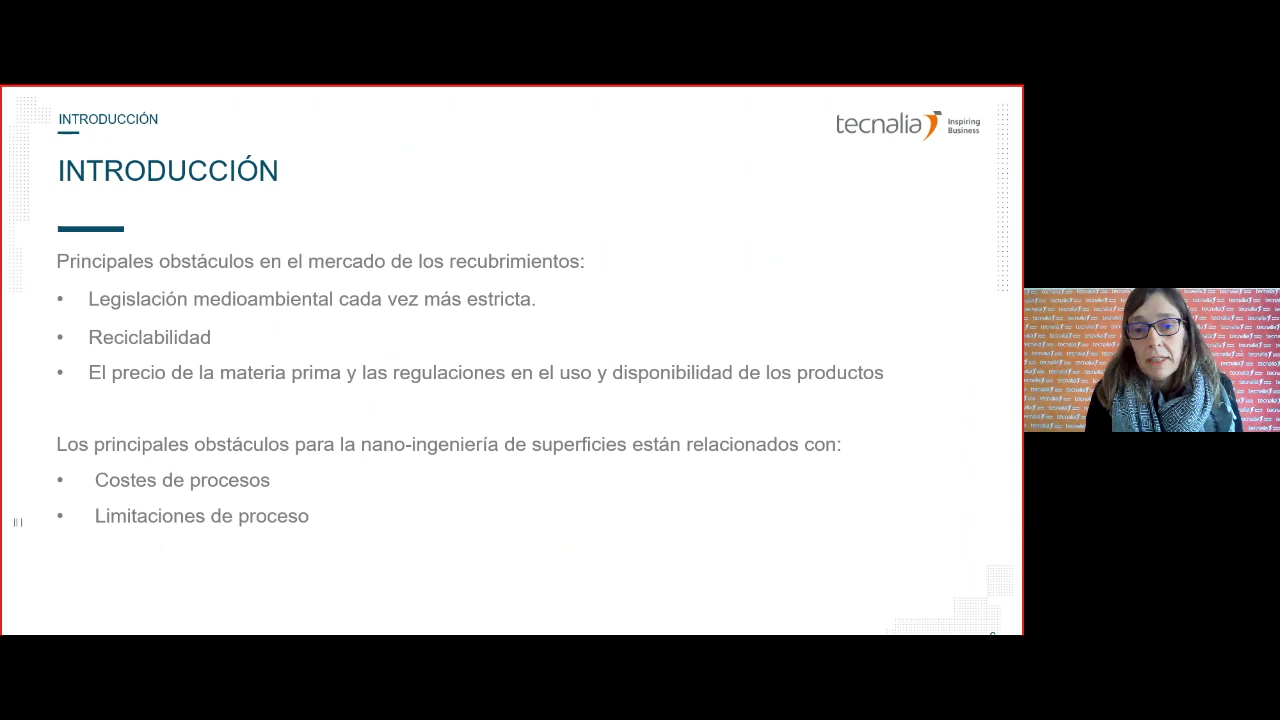 INTRODUCCIÓN
tecnalia Inspiring Business
INTRODUCCIÓN
Principales obstáculos en el mercado de los recubrimientos:
• Legislación medioambiental cada vez más estricta.
• Reciclabilidad
• El precio de la materia prima y las regulaciones en el uso y disponibilidad de los productos
Los principales obstáculos para la nano-ingeniería de superficies están relacionados con:
• Costes de procesos
• Limitaciones de proceso